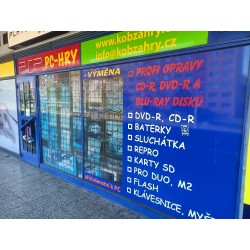 www.kobzahry.cz
info@kobzahry.cz
PSP PC-HRY
VÝMĚNA
PROFI OPRAVY
CD-R, DVD-R A
BLU-RAY DISKŮ
DVD-R, CD-R
BATERKY
SLUCHÁTKA
REPRO
KARTY SD
PRO DUO, M2
FLASH
KLÁVESNICE, MYŠI